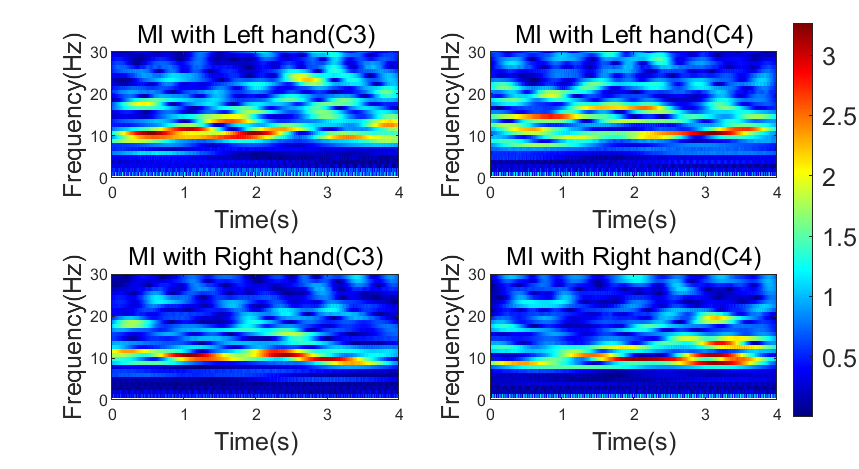 MI with Left hand(C3)
Frequency(Hz)
30
20
10
0
0 1 2 3 4
Time(s)
MI with Left hand(C4)
Frequency(Hz)
30
20
10
0
0 1 2 3 4
Time(s)
MI with Right hand(C3)
Frequency(Hz)
30
20
10
0
0 1 2 3 4
Time(s)
MI with Right hand(C4)
Frequency(Hz)
30
20
10
0
0 1 2 3 4
Time(s)
3
2.5
2
1.5
1
0.5